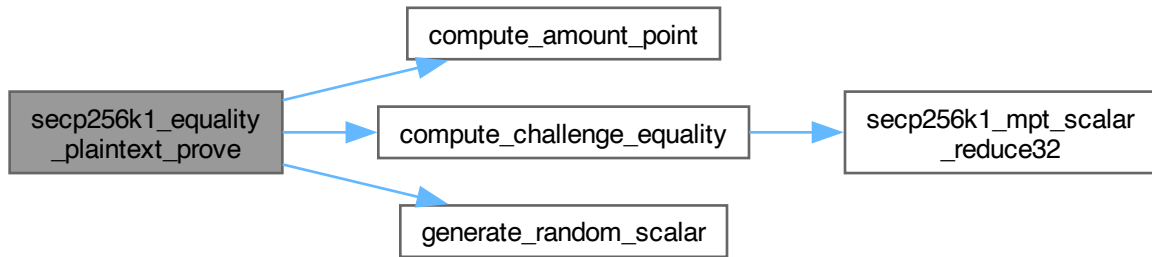 secp256k1_equality
_plaintext_prove
compute_amount_point
compute_challenge_equality
generate_random_scalar
secp256k1_mpt_scalar
_reduce32